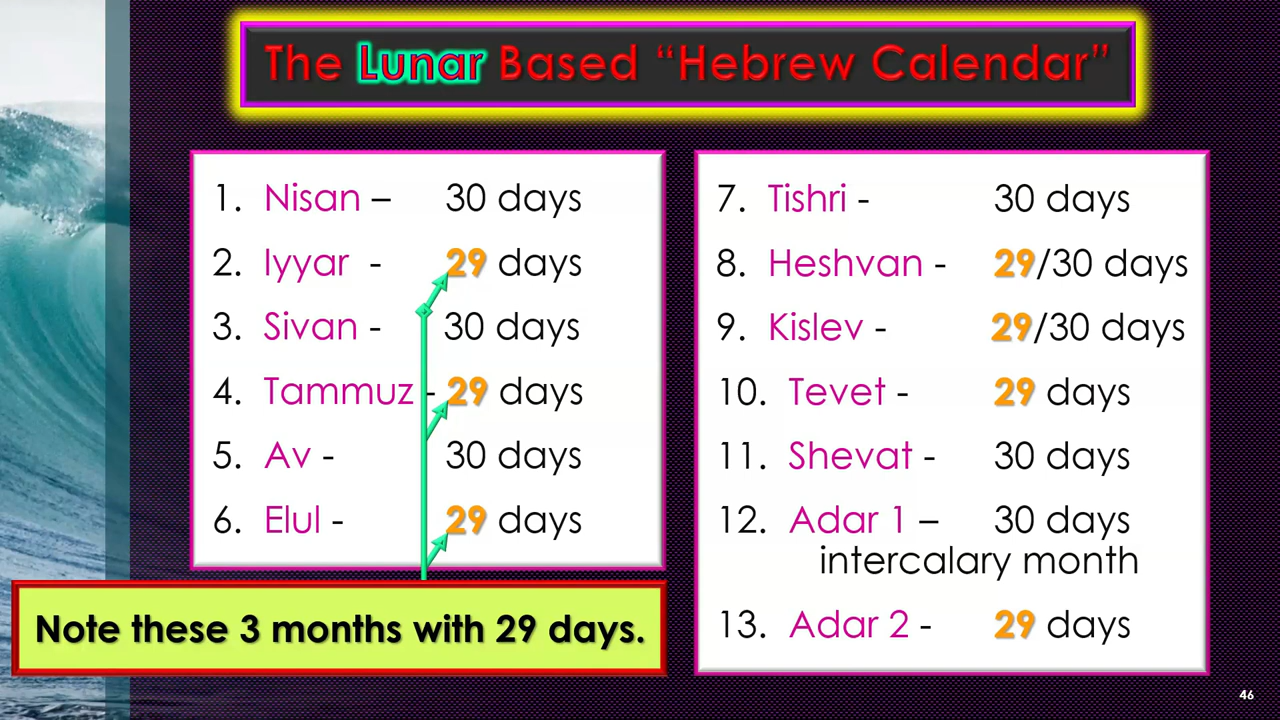 The Lunar Based “Hebrew Calendar”
1. Nisan – 30 days
2. Iyyar - 29 days
3. Sivan - 30 days
4. Tammuz - 29 days
5. Av - 30 days
6. Elul - 29 days
Note these 3 months with 29 days.
7. Tishri - 30 days
8. Heshvan - 29/30 days
9. Kislev - 29/30 days
10. Tevet - 29 days
11. Shevat - 30 days
12. Adar 1 – 30 days
intercalary month
13. Adar 2 - 29 days
46